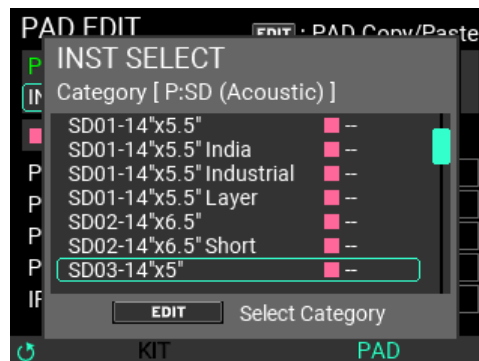 PAD EDIT
EDIT : PAD Copy/Paste
INST SELECT
Category [ P:SD (Acoustic) ]
SD01-14"x5.5" --
SD01-14"x5.5" India --
SD01-14"x5.5" Industrial --
SD01-14"x5.5" Layer --
SD02-14"x6.5" --
SD02-14"x6.5" Short --
SD03-14"x5" --
EDIT Select Category
KIT PAD